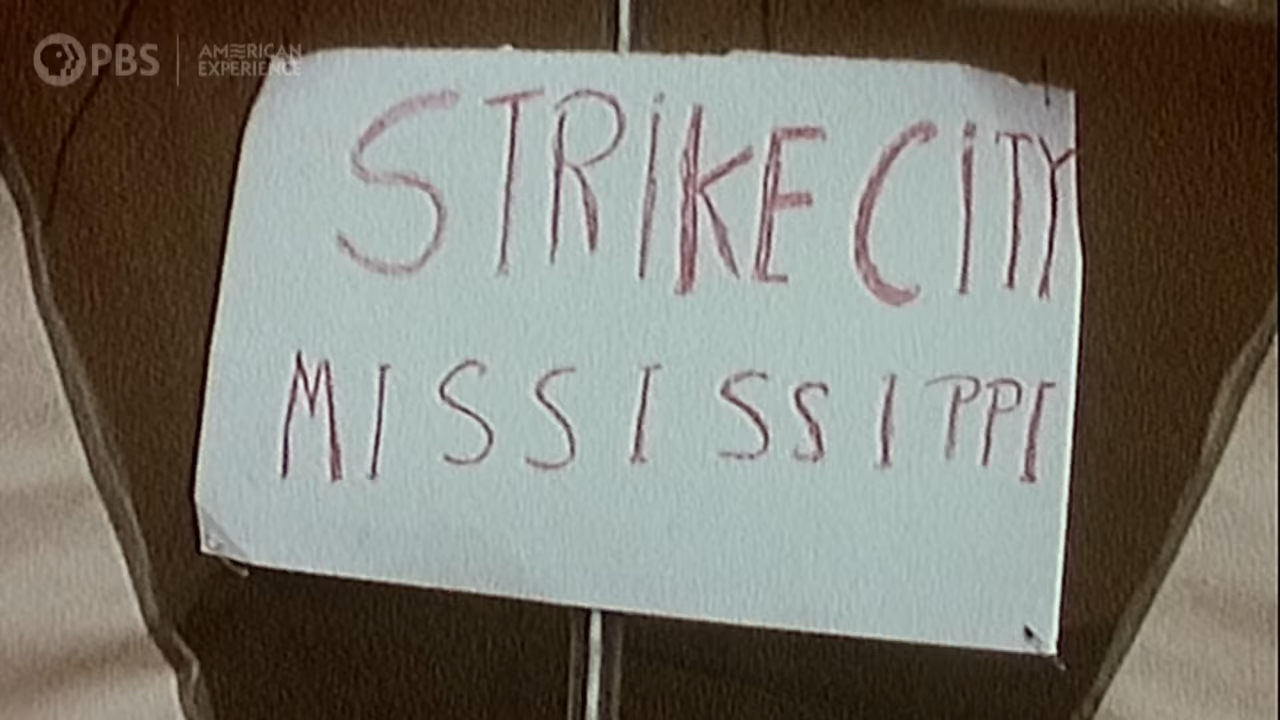 PBS
AMERICAN
EXPERIENCE
STRIKE CITY
MISSISSIPPI